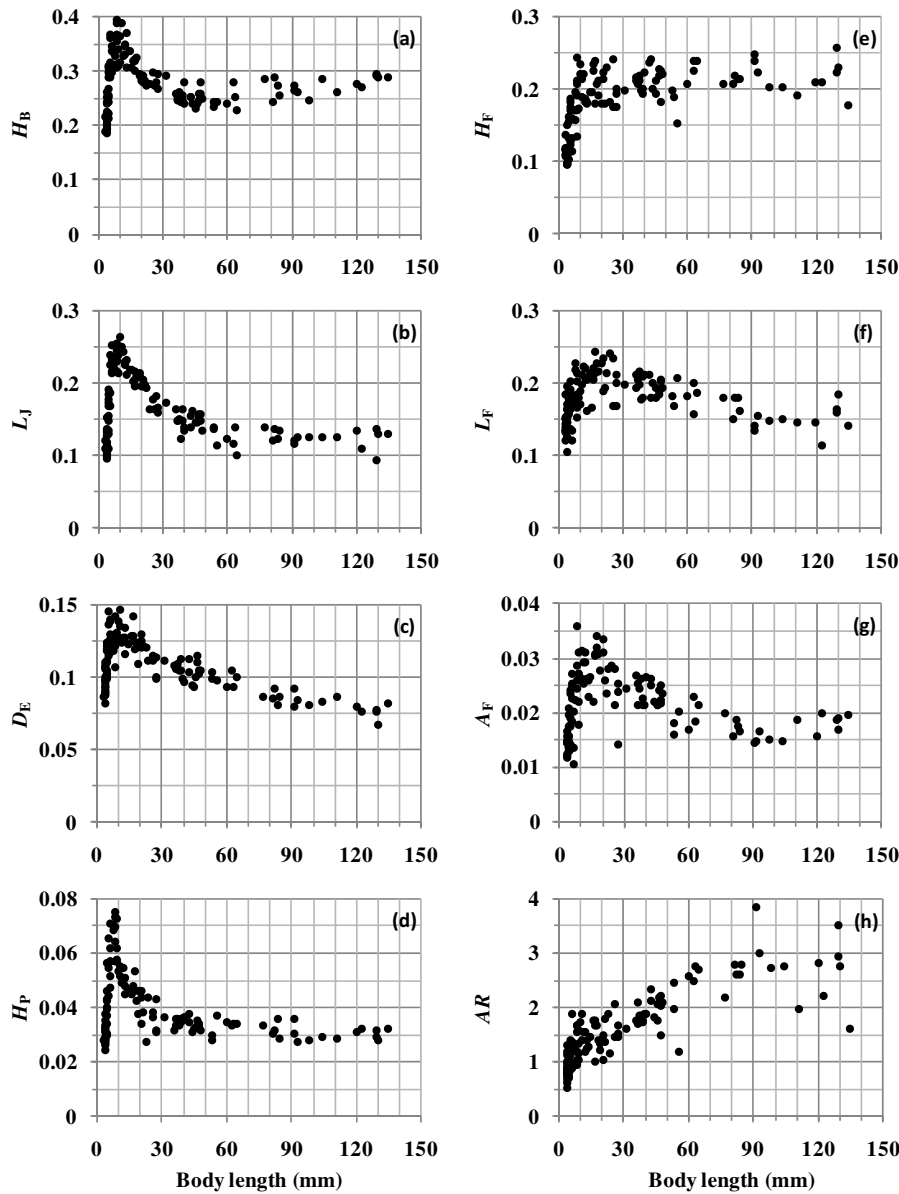 0.4
(a)
0.3
H_B
0.2
0.1
0
0 30 60 90 120 150
0.3
(b)
0.2
L_J
0.1
0
0 30 60 90 120 150
0.15
(c)
0.1
D_E
0.05
0
0 30 60 90 120 150
0.08
(d)
0.06
H_P
0.04
0.02
0
0 30 60 90 120 150
Body length (mm)
0.3
(e)
0.2
H_F
0.1
0
0 30 60 90 120 150
0.3
(f)
0.2
L_F
0.1
0
0 30 60 90 120 150
0.04
(g)
0.03
A_F
0.02
0.01
0
0 30 60 90 120 150
4
(h)
3
AR
2
1
0
0 30 60 90 120 150
Body length (mm)